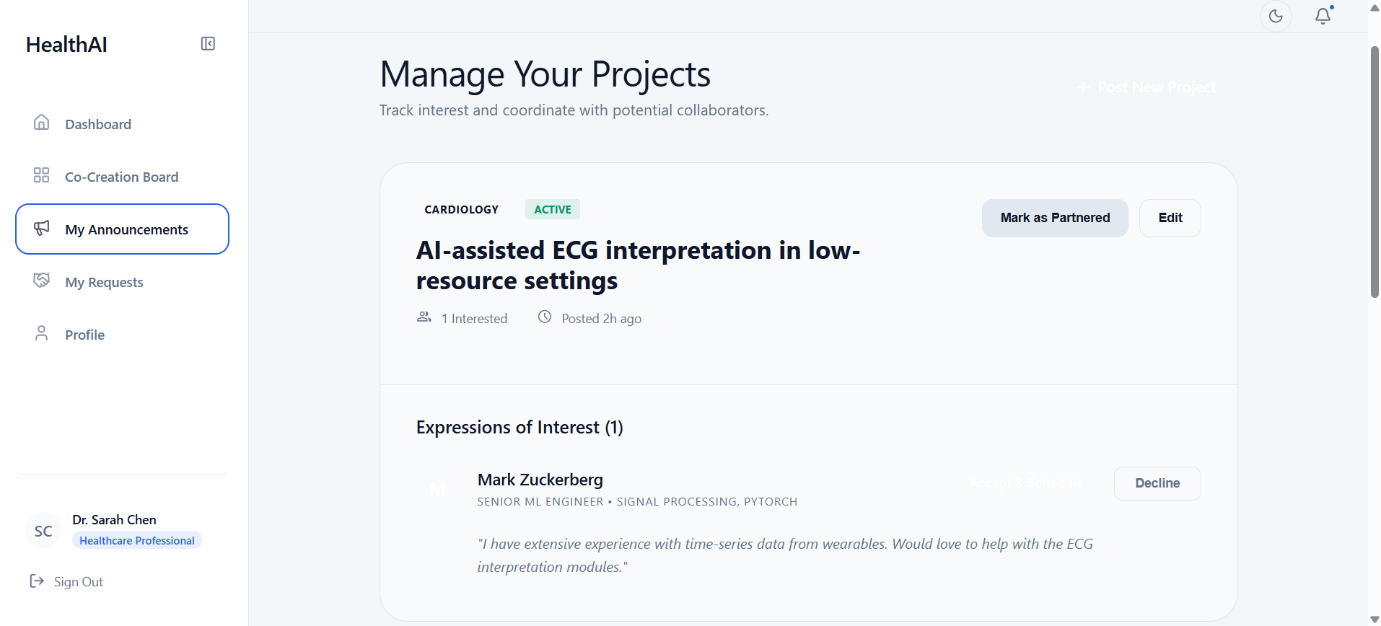 HealthAI
Dashboard
Co-Creation Board
My Announcements
My Requests
Profile
SC
Dr. Sarah Chen
Healthcare Professional
Sign Out
Manage Your Projects
Track interest and coordinate with potential collaborators.
+ Post New Project
CARDIOLOGY
ACTIVE
Mark as Partnered
Edit
AI-assisted ECG interpretation in low-
resource settings
1 Interested
Posted 2h ago
Expressions of Interest (1)
M
Mark Zuckerberg
SENIOR ML ENGINEER • SIGNAL PROCESSING, PYTORCH
Accept & Schedule
Decline
"I have extensive experience with time-series data from wearables. Would love to help with the ECG
interpretation modules."